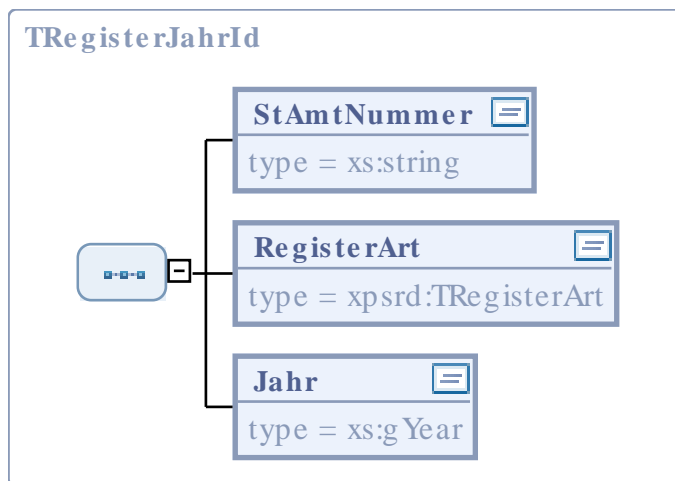 TRegisterJahrId
StAmtNummer
type = xs:string
RegisterArt
type = xpsrd:TRegisterArt
Jahr
type = xs:gYear